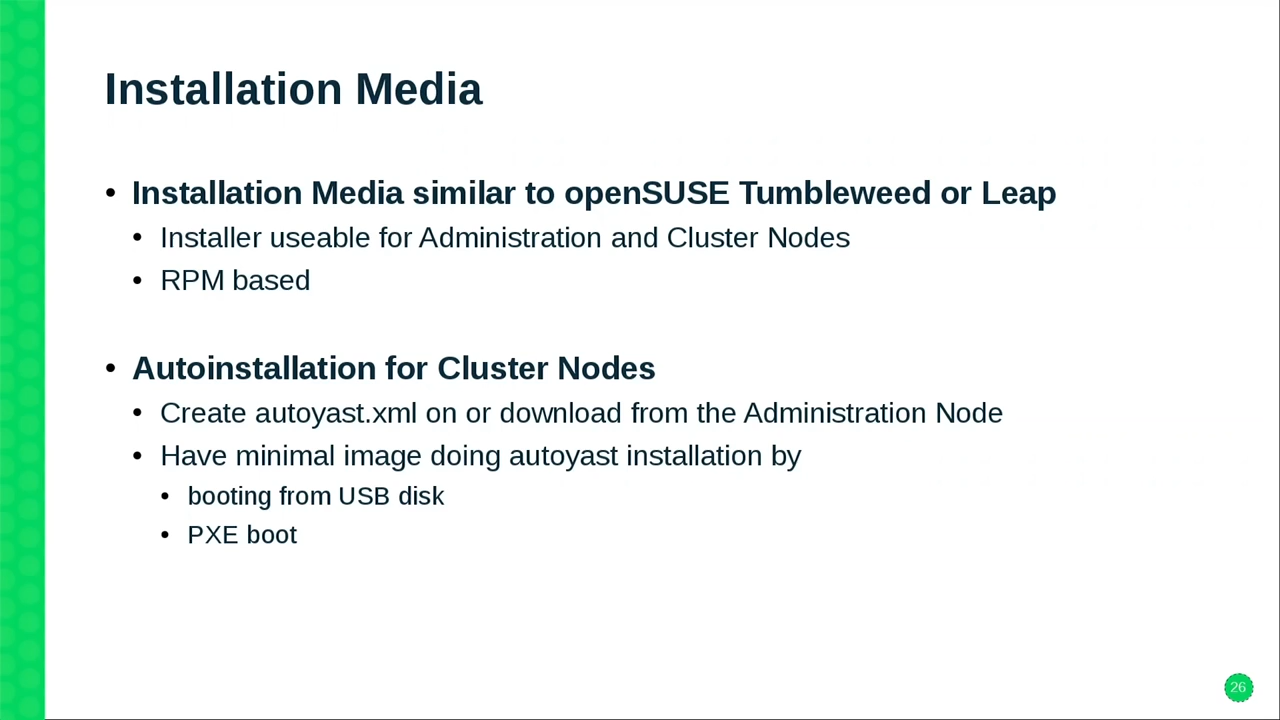 Installation Media
• Installation Media similar to openSUSE Tumbleweed or Leap
• Installer useable for Administration and Cluster Nodes
• RPM based
• Autoinstallation for Cluster Nodes
• Create autoyast.xml on or download from the Administration Node
• Have minimal image doing autoyast installation by
• booting from USB disk
• PXE boot
26